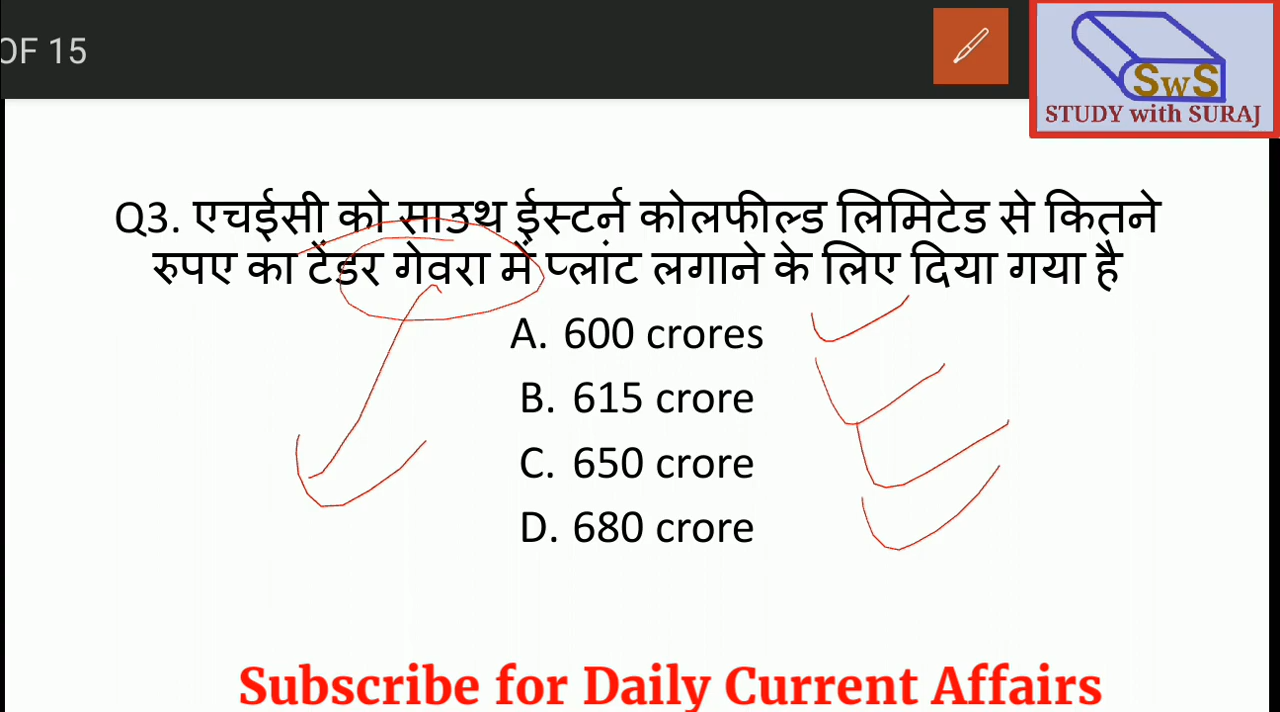 OF 15
SwS
STUDY with SURAJ
Q3. एचईसी को साउथ ईस्टर्न कोलफील्ड लिमिटेड से कितने
रुपए का टेंडर गेवरा में प्लांट लगाने के लिए दिया गया है
A. 600 crores
B. 615 crore
C. 650 crore
D. 680 crore
Subscribe for Daily Current Affairs